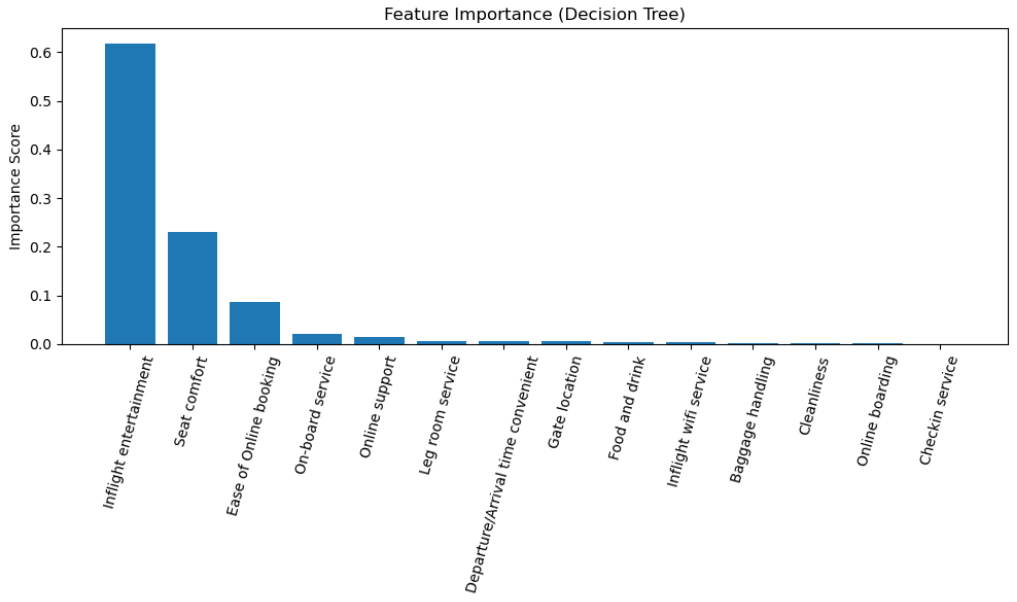 Feature Importance (Decision Tree)
Importance Score
0.6
0.5
0.4
0.3
0.2
0.1
0.0
Inflight entertainment
Seat comfort
Ease of Online booking
On-board service
Online support
Leg room service
Departure/Arrival time convenient
Gate location
Food and drink
Inflight wifi service
Baggage handling
Cleanliness
Online boarding
Checkin service